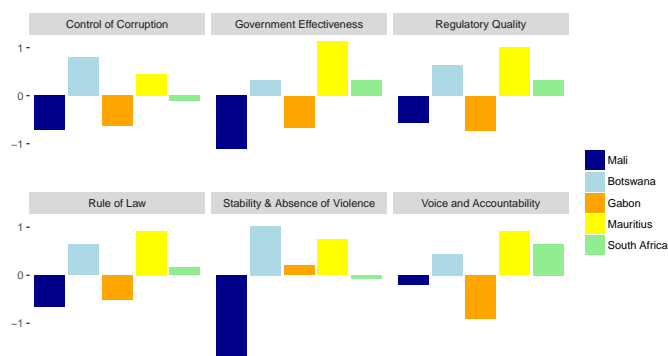 Control of Corruption Government Effectiveness Regulatory Quality
1
0
−1
Mali
Botswana
Gabon
Mauritius
South Africa
Rule of Law Stability & Absence of Violence Voice and Accountability
1
0
−1